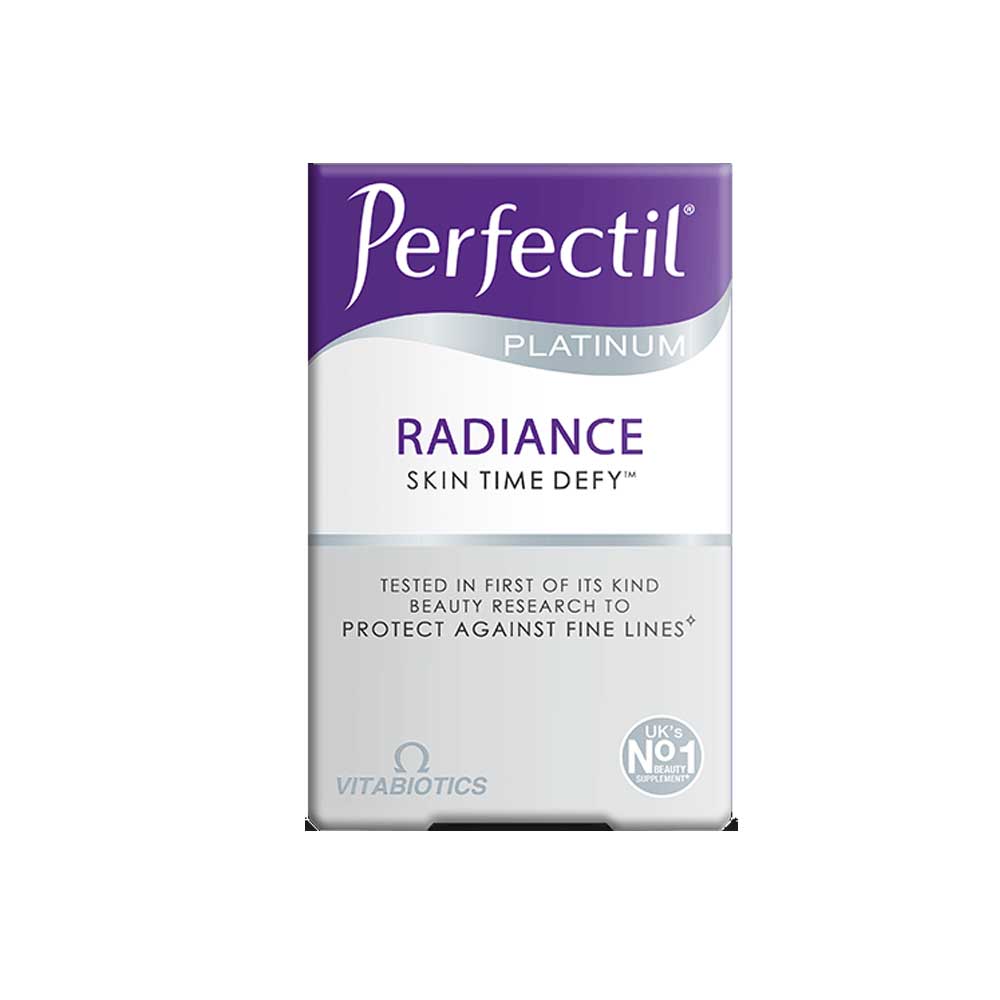 Perfectil®
PLATINUM
RADIANCE
SKIN TIME DEFY™
TESTED IN FIRST OF ITS KIND
BEAUTY RESEARCH TO
PROTECT AGAINST FINE LINES✧
Ω
VITABIOTICS
UK's
No1
BEAUTY
SUPPLEMENT*